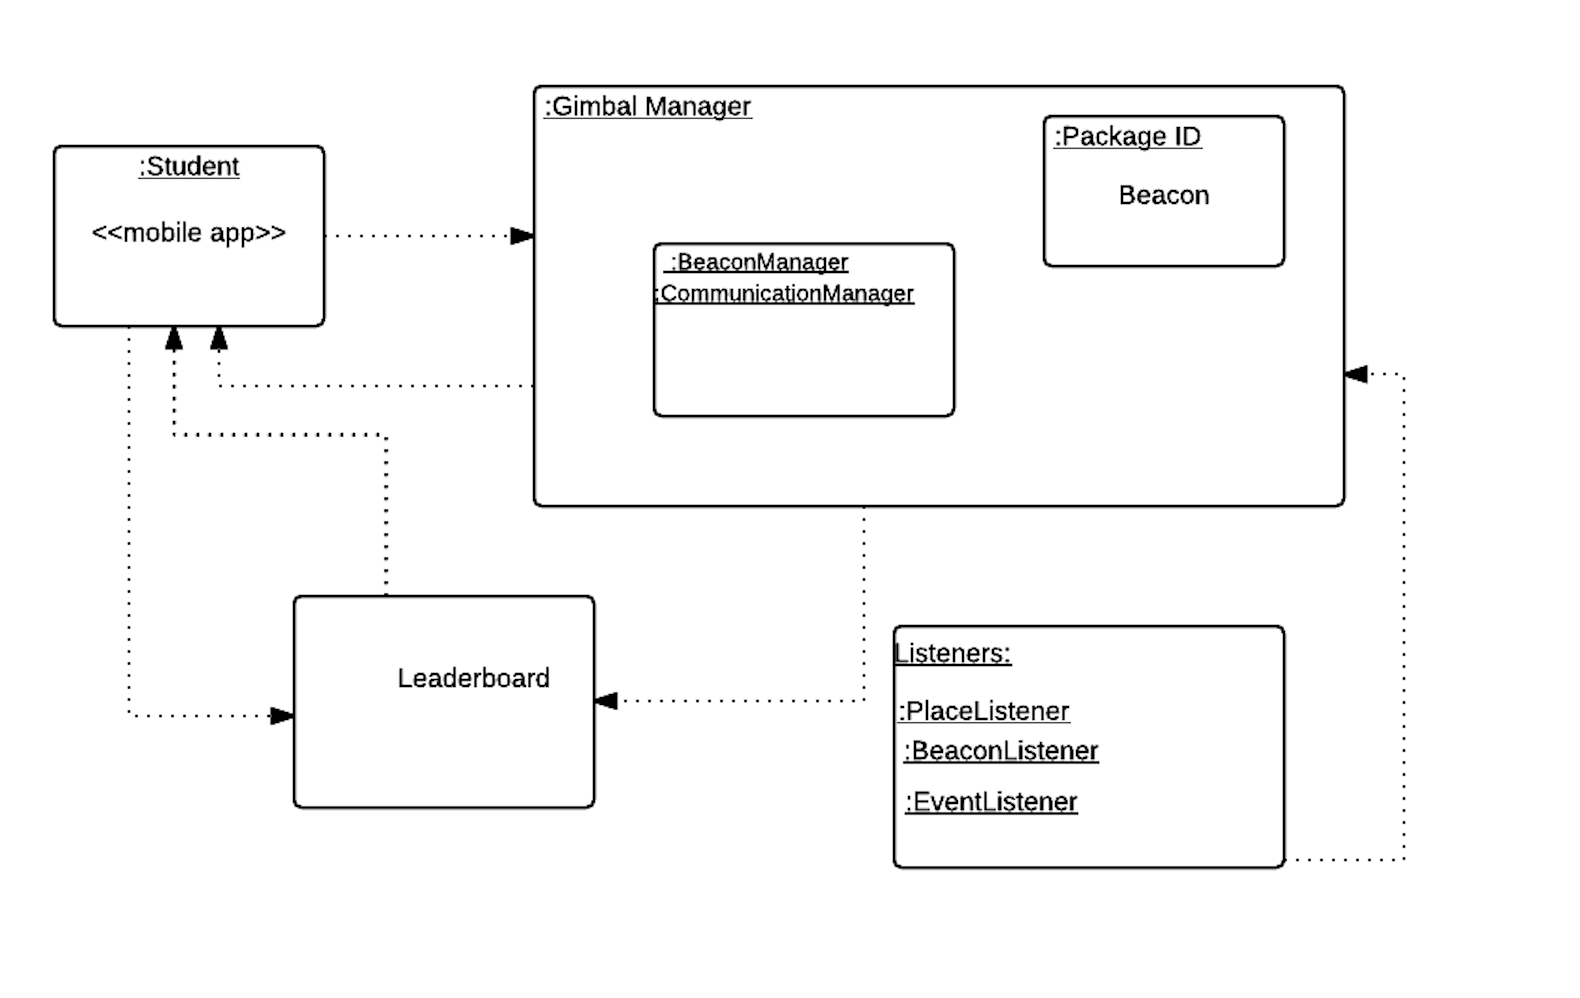 :Gimbal Manager
:Package ID
Beacon
:Student
<<mobile app>>
:BeaconManager
:CommunicationManager
Leaderboard
Listeners:
:PlaceListener
:BeaconListener
:EventListener